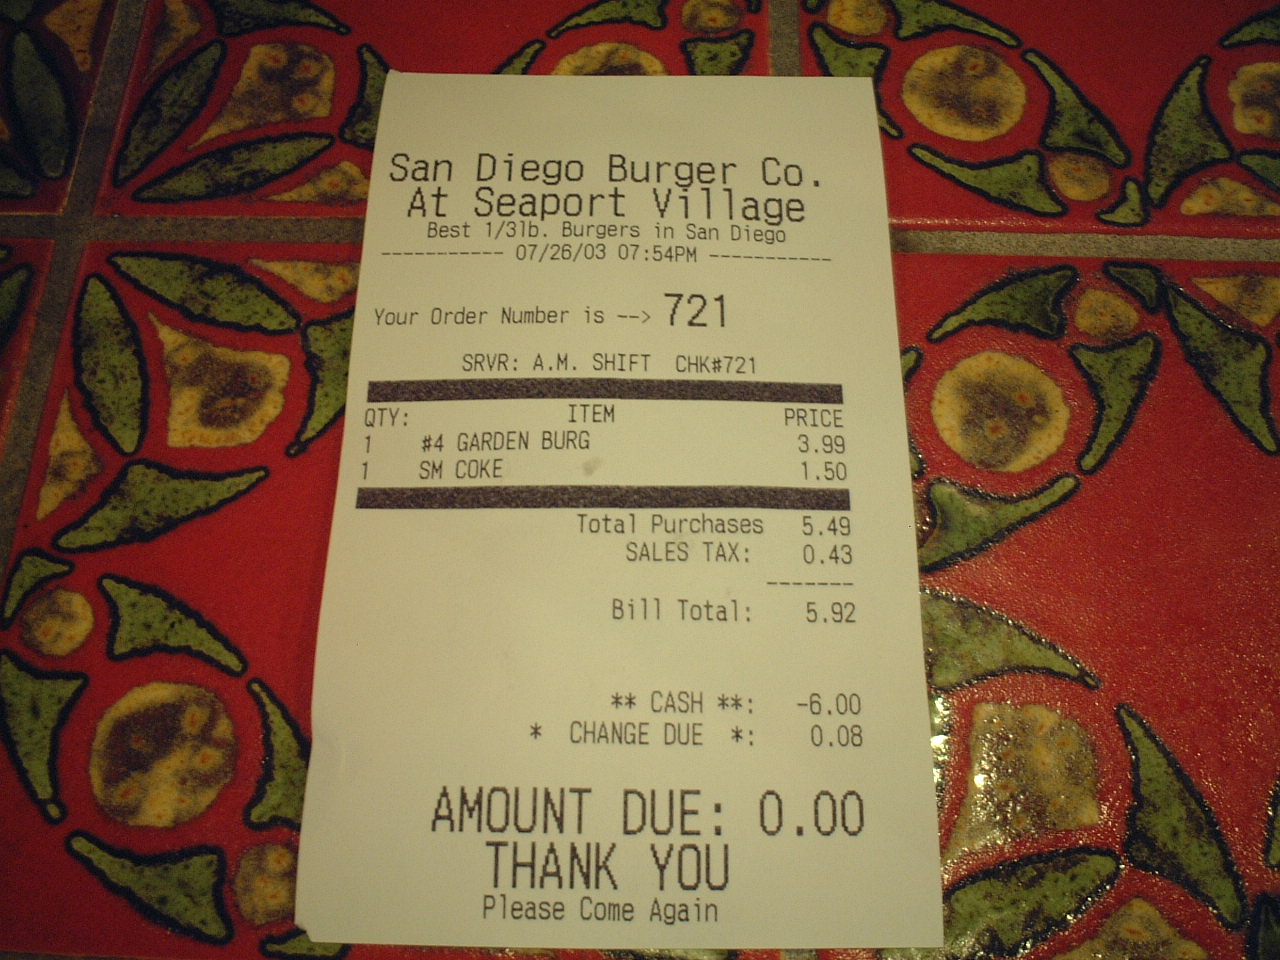 San Diego Burger Co.
At Seaport Village
Best 1/3lb. Burgers in San Diego
----------- 07/26/03 07:54PM -----------
Your Order Number is --> 721
SRVR: A.M. SHIFT CHK#721
QTY: ITEM PRICE
1 #4 GARDEN BURG 3.99
1 SM COKE 1.50
Total Purchases 5.49
SALES TAX: 0.43
-------
Bill Total: 5.92
** CASH **: -6.00
* CHANGE DUE *: 0.08
AMOUNT DUE: 0.00
THANK YOU
Please Come Again